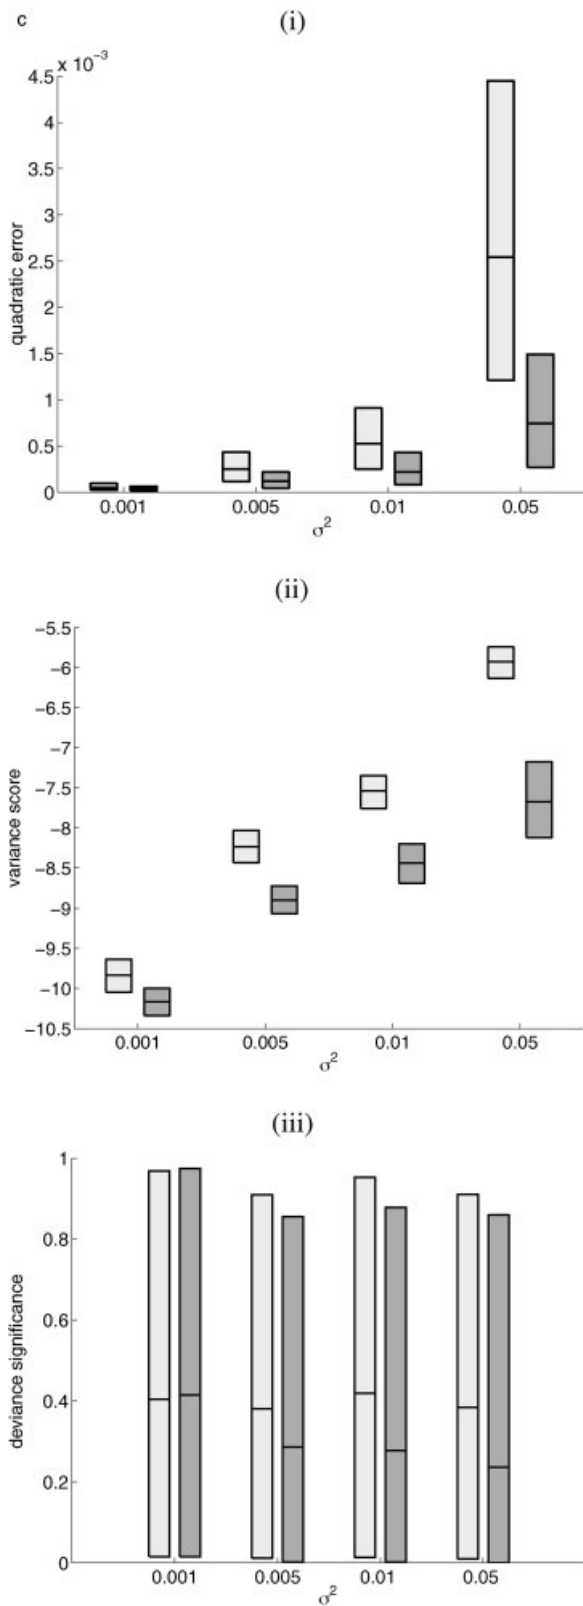 c
(i)
x 10⁻³
4.5
4
3.5
3
2.5
2
1.5
1
0.5
0
quadratic error
0.001 0.005 0.01 0.05
σ²
(ii)
−5.5
−6
−6.5
−7
−7.5
−8
−8.5
−9
−9.5
−10
−10.5
variance score
0.001 0.005 0.01 0.05
σ²
(iii)
1
0.8
0.6
0.4
0.2
0
deviance significance
0.001 0.005 0.01 0.05
σ²